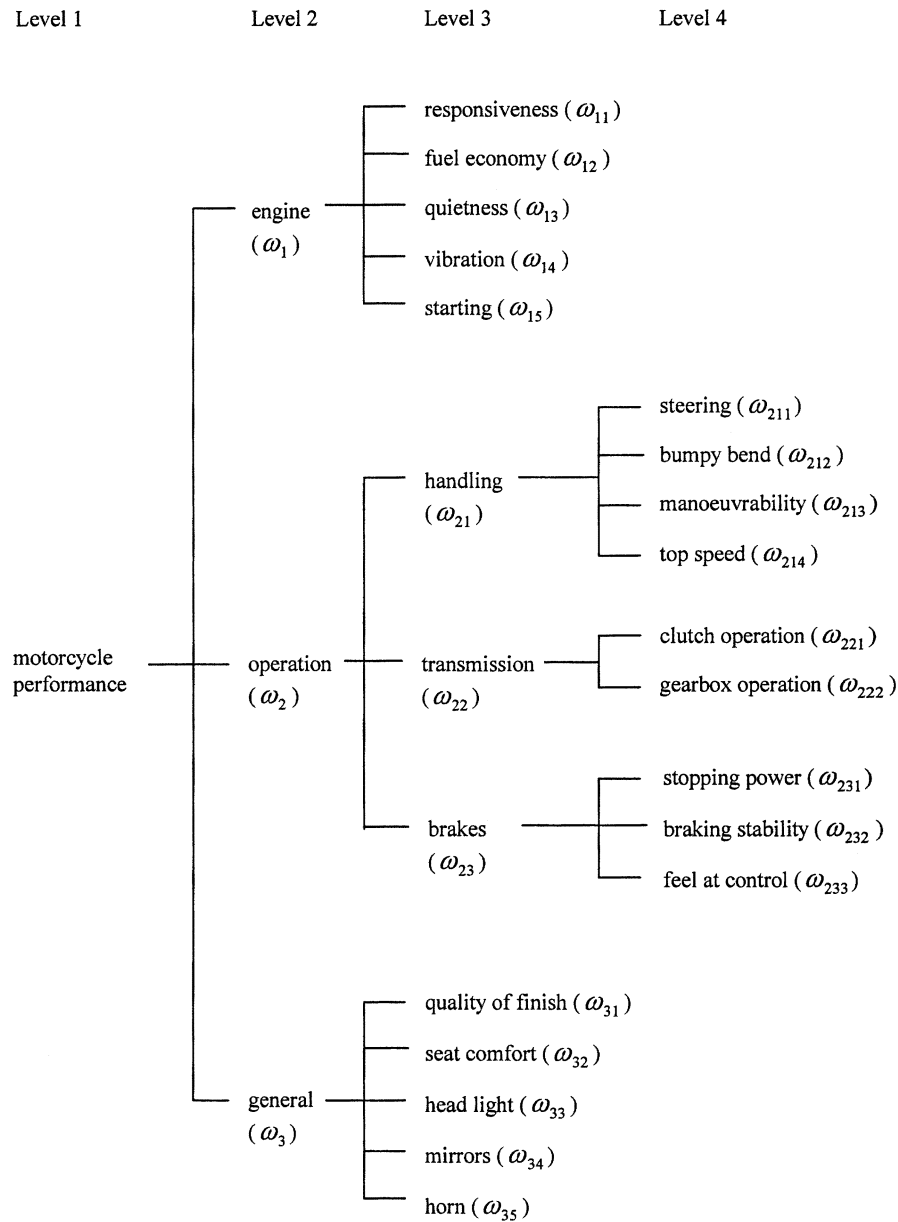 Level 1 Level 2 Level 3 Level 4
responsiveness (ω₁₁)
fuel economy (ω₁₂)
engine
(ω₁)
quietness (ω₁₃)
vibration (ω₁₄)
starting (ω₁₅)
steering (ω₂₁₁)
bumpy bend (ω₂₁₂)
handling
(ω₂₁)
manoeuvrability (ω₂₁₃)
top speed (ω₂₁₄)
clutch operation (ω₂₂₁)
motorcycle
performance
operation
(ω₂)
transmission
(ω₂₂)
gearbox operation (ω₂₂₂)
stopping power (ω₂₃₁)
brakes
(ω₂₃)
braking stability (ω₂₃₂)
feel at control (ω₂₃₃)
quality of finish (ω₃₁)
seat comfort (ω₃₂)
general
(ω₃)
head light (ω₃₃)
mirrors (ω₃₄)
horn (ω₃₅)